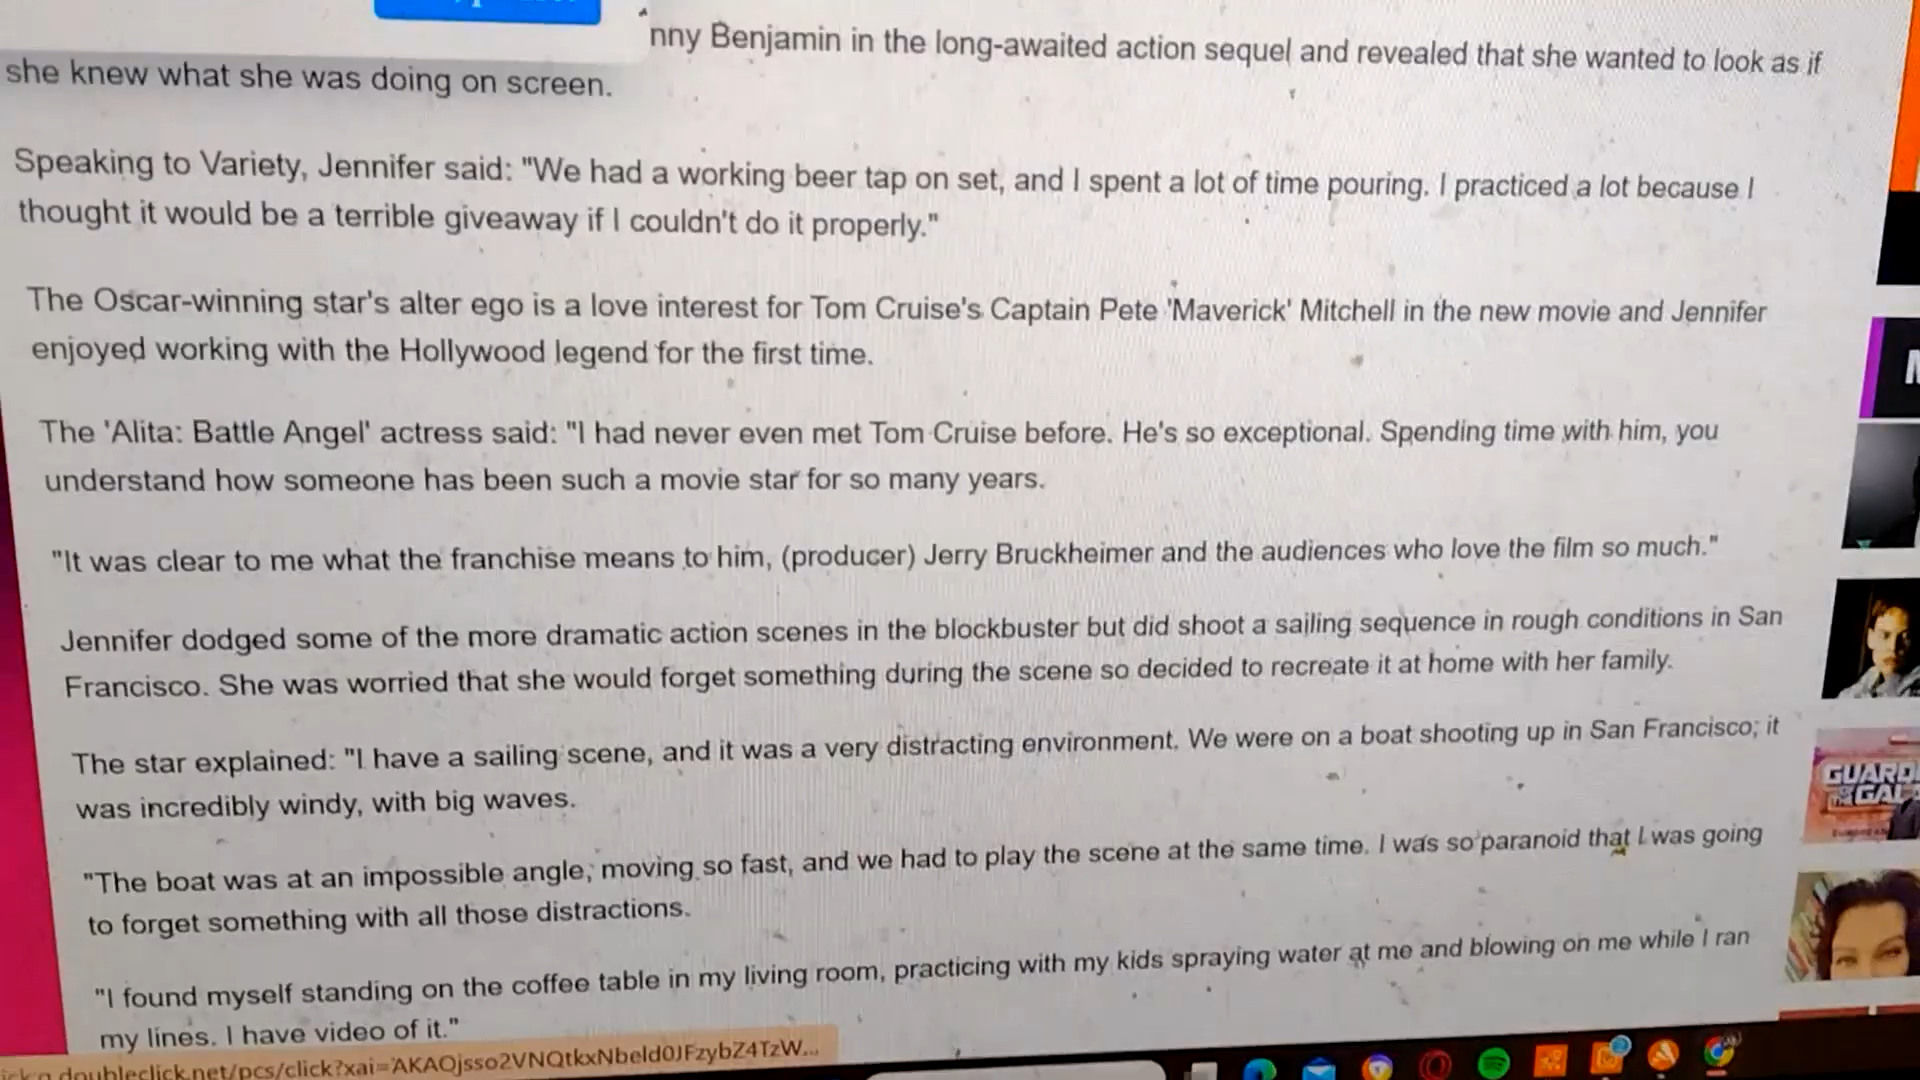 nny Benjamin in the long-awaited action sequel and revealed that she wanted to look as if
she knew what she was doing on screen.
Speaking to Variety, Jennifer said: "We had a working beer tap on set, and I spent a lot of time pouring. I practiced a lot because I
thought it would be a terrible giveaway if I couldn't do it properly."
The Oscar-winning star's alter ego is a love interest for Tom Cruise's Captain Pete 'Maverick' Mitchell in the new movie and Jennifer
enjoyed working with the Hollywood legend for the first time.
The 'Alita: Battle Angel' actress said: "I had never even met Tom Cruise before. He's so exceptional. Spending time with him, you
understand how someone has been such a movie star for so many years.
"It was clear to me what the franchise means to him, (producer) Jerry Bruckheimer and the audiences who love the film so much."
Jennifer dodged some of the more dramatic action scenes in the blockbuster but did shoot a sailing sequence in rough conditions in San
Francisco. She was worried that she would forget something during the scene so decided to recreate it at home with her family.
The star explained: "I have a sailing scene, and it was a very distracting environment. We were on a boat shooting up in San Francisco; it
was incredibly windy, with big waves.
"The boat was at an impossible angle, moving so fast, and we had to play the scene at the same time. I was so paranoid that I was going
to forget something with all those distractions.
"I found myself standing on the coffee table in my living room, practicing with my kids spraying water at me and blowing on me while I ran
my lines. I have video of it."
GUARDI
GALA